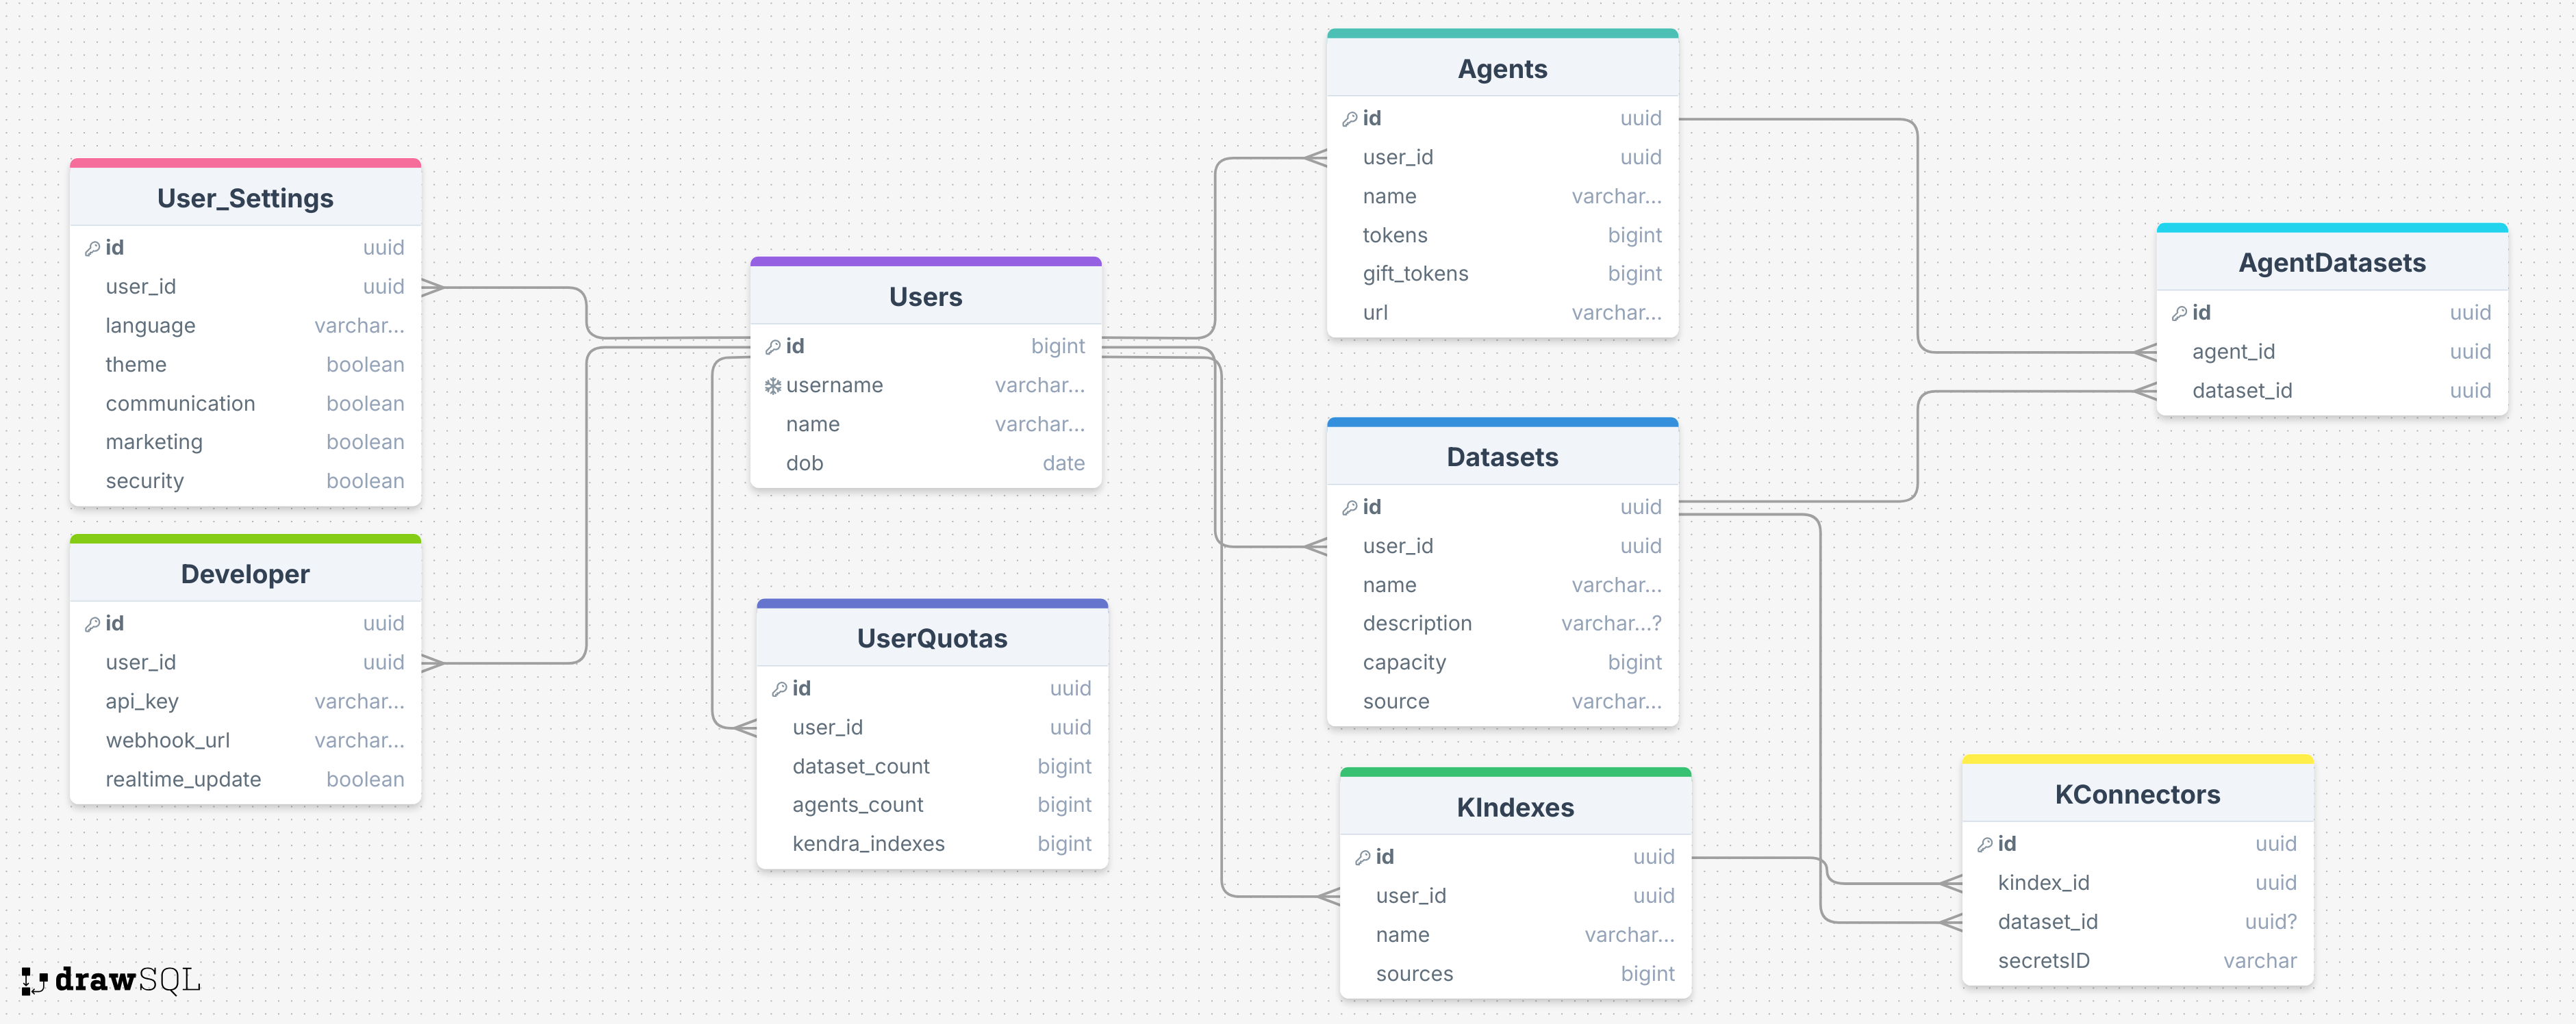 User_Settings
id uuid
user_id uuid
language varchar...
theme boolean
communication boolean
marketing boolean
security boolean
Developer
id uuid
user_id uuid
api_key varchar...
webhook_url varchar...
realtime_update boolean
Users
id bigint
username varchar...
name varchar...
dob date
UserQuotas
id uuid
user_id uuid
dataset_count bigint
agents_count bigint
kendra_indexes bigint
Agents
id uuid
user_id uuid
name varchar...
tokens bigint
gift_tokens bigint
url varchar...
Datasets
id uuid
user_id uuid
name varchar...
description varchar...?
capacity bigint
source varchar...
KIndexes
id uuid
user_id uuid
name varchar...
sources bigint
AgentDatasets
id uuid
agent_id uuid
dataset_id uuid
KConnectors
id uuid
kindex_id uuid
dataset_id uuid?
secretsID varchar
drawSQL